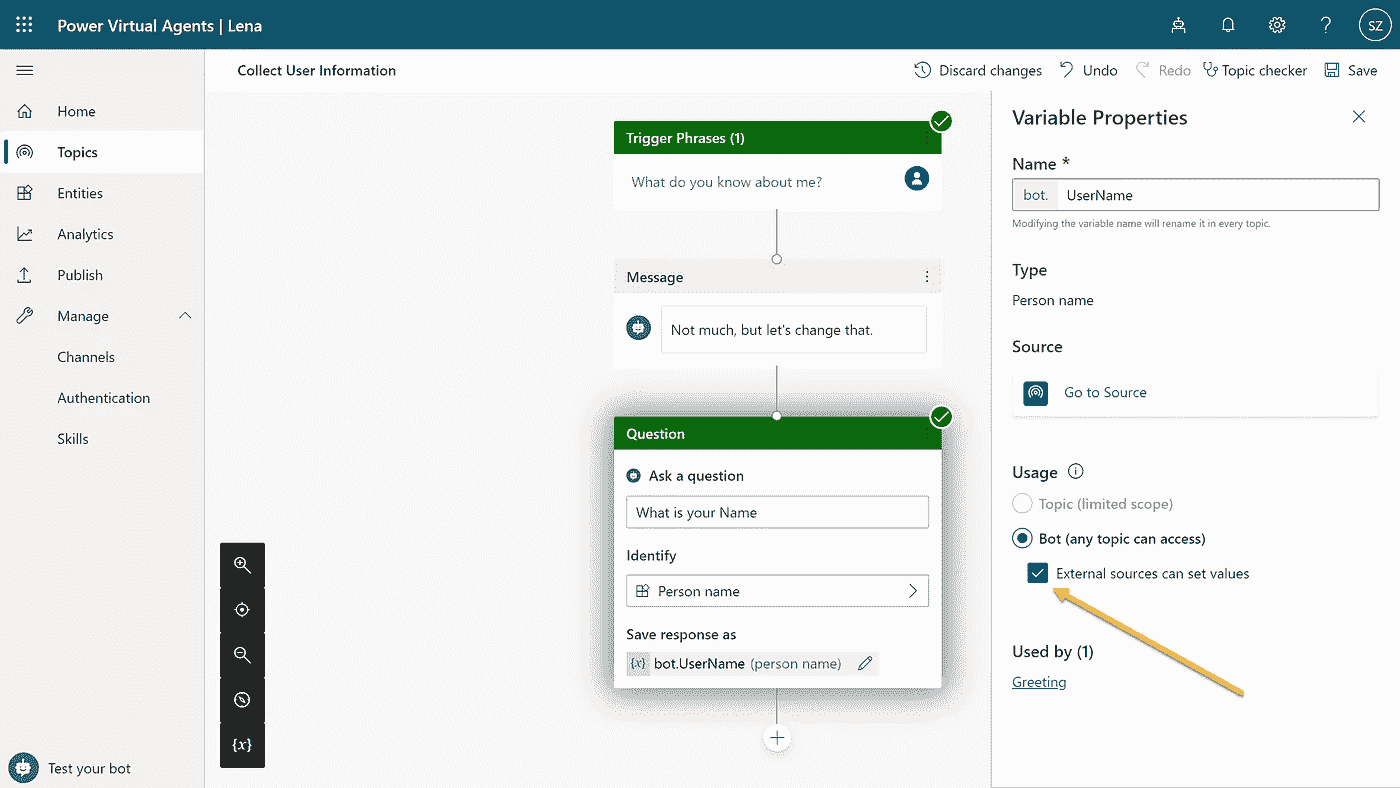 Power Virtual Agents | Lena
SZ
Collect User Information
Discard changes
Undo
Redo
Topic checker
Save
Home
Topics
Entities
Analytics
Publish
Manage
Channels
Authentication
Skills
Test your bot
Trigger Phrases (1)
What do you know about me?
Message
Not much, but let's change that.
Question
Ask a question
What is your Name
Identify
Person name
Save response as
{x} bot.UserName (person name)
{x}
Variable Properties
Name *
bot. UserName
Modifying the variable name will rename it in every topic.
Type
Person name
Source
Go to Source
Usage
Topic (limited scope)
Bot (any topic can access)
External sources can set values
Used by (1)
Greeting